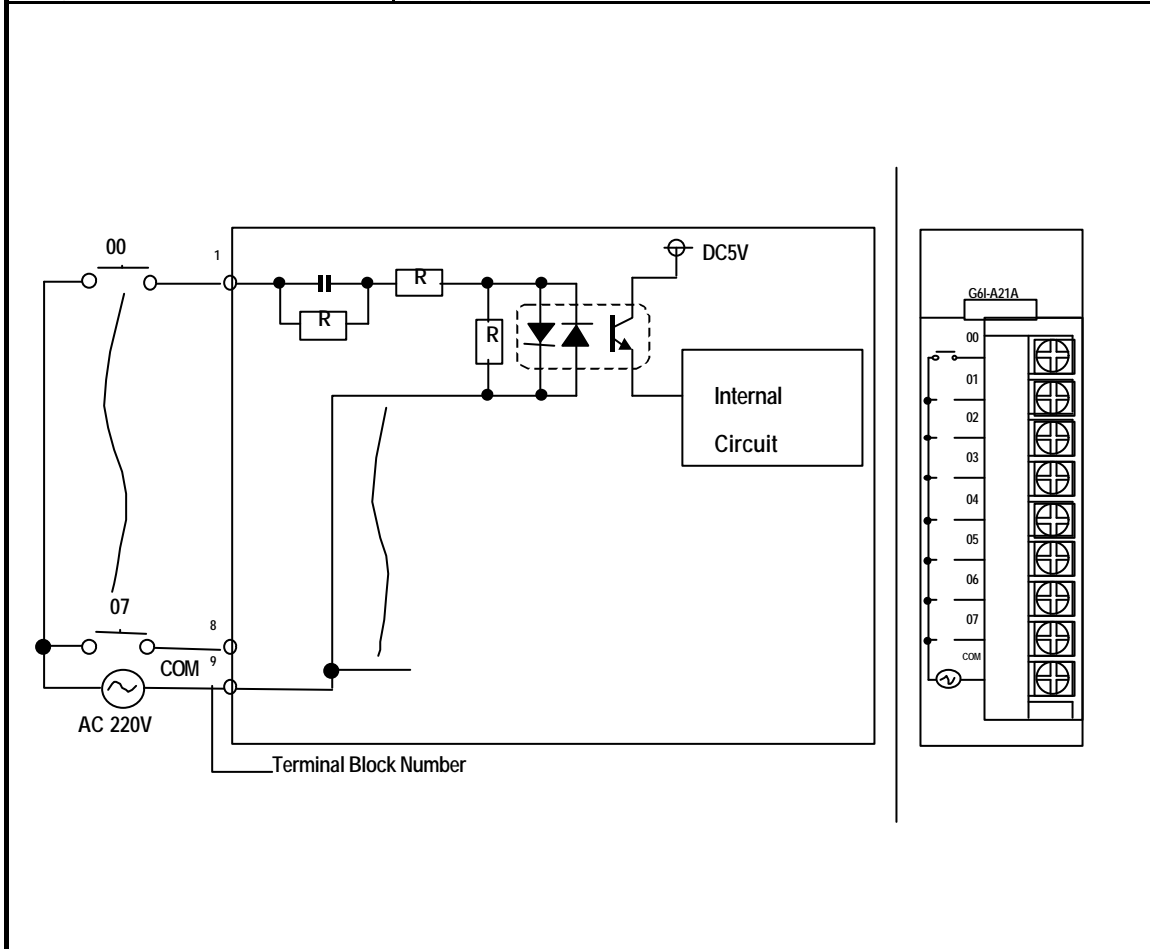 00
1
R
R
R
DC5V
Internal
Circuit
07
8
COM
9
AC 220V
Terminal Block Number
G6I-A21A
00
01
02
03
04
05
06
07
COM